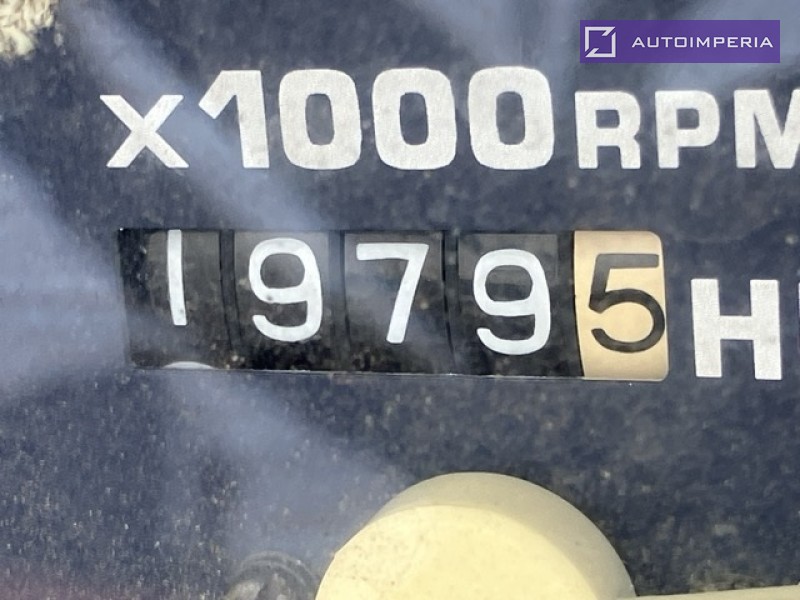 AUTOIMPERIA
x1000 RPM
19795 H